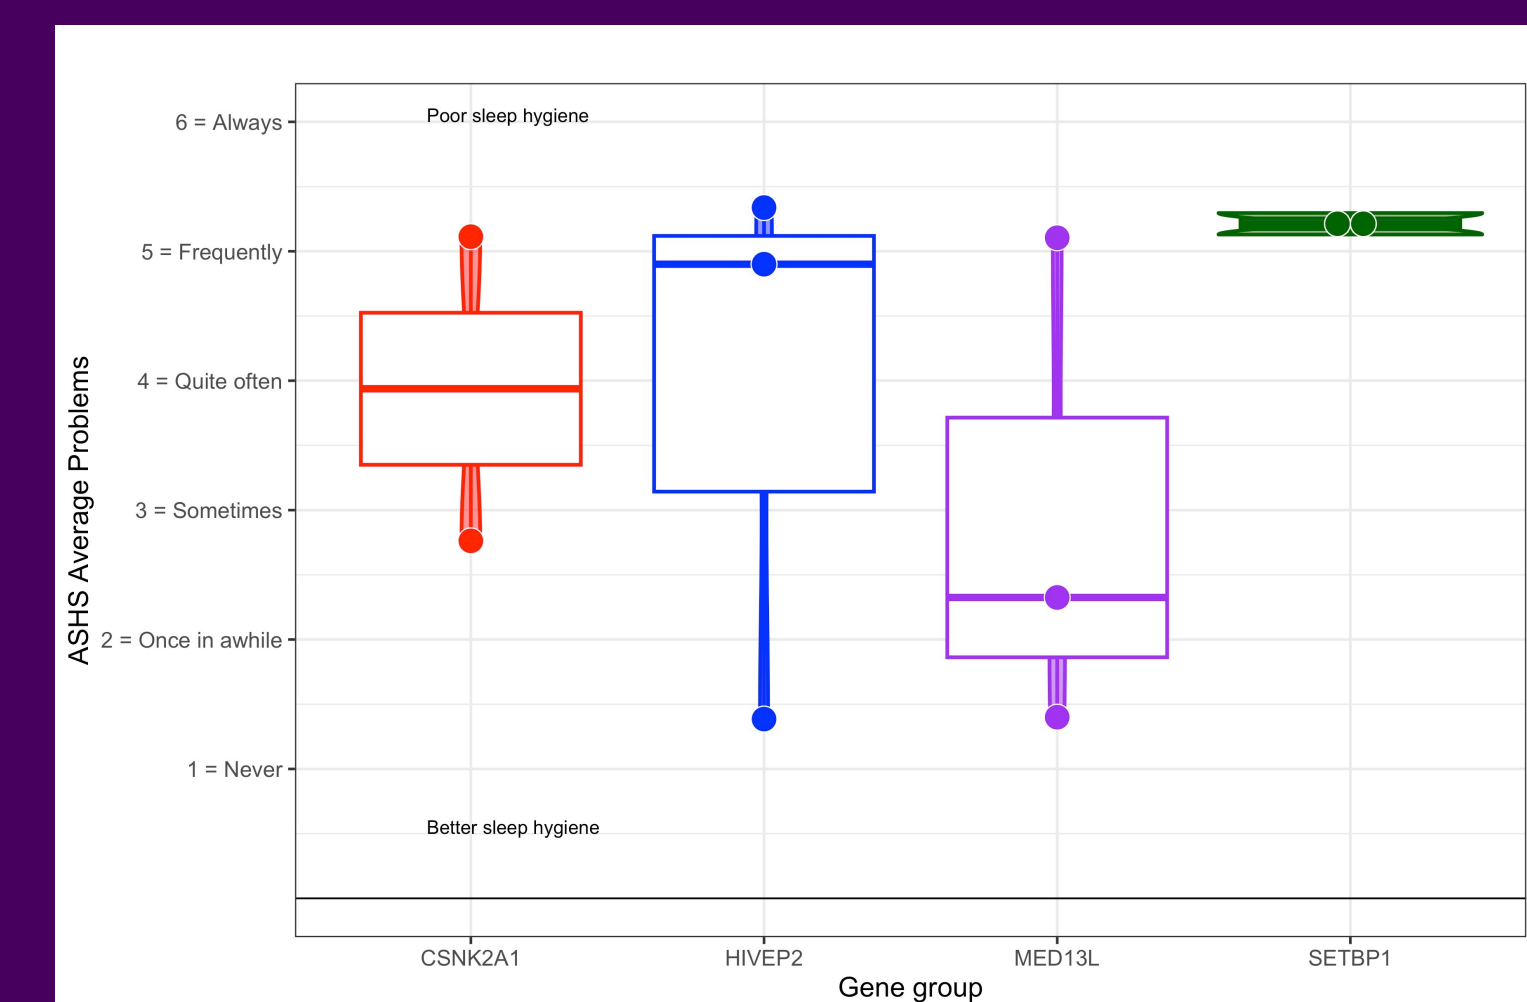 Poor sleep hygiene
6 = Always
5 = Frequently
4 = Quite often
3 = Sometimes
2 = Once in awhile
1 = Never
Better sleep hygiene
ASHS Average Problems
CSNK2A1 HIVEP2 MED13L SETBP1
Gene group